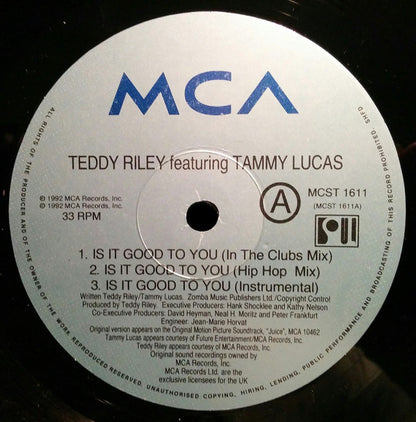 MCA
TEDDY RILEY featuring TAMMY LUCAS
℗ 1992 MCA Records, Inc.
© 1992 MCA Records, Inc.
33 RPM
A
MCST 1611
(MCST 1611A)
1. IS IT GOOD TO YOU (In The Clubs Mix)
2. IS IT GOOD TO YOU (Hip Hop Mix)
3. IS IT GOOD TO YOU (Instrumental)
Written Teddy Riley/Tammy Lucas. Zomba Music Publishers Ltd./Copyright Control
Produced by Teddy Riley. Executive Producers: Hank Shocklee and Kathy Nelson
Co-Executive Producers: David Heyman, Neal H. Moritz and Peter Frankfurt
Engineer: Jean-Marie Horvat
Original version appears on the Original Motion Picture Soundtrack, "Juice", MCA 10462
Tammy Lucas appears courtesy of Future Entertainment/MCA Records, Inc.
Teddy Riley appears courtesy of MCA Records, Inc.
Original sound recordings owned by
MCA Records, Inc.
MCA Records Ltd. are the
exclusive licensees for the UK
ALL RIGHTS OF THE PRODUCER AND OF THE OWNER OF THE WORK REPRODUCED RESERVED. UNAUTHORISED COPYING, HIRING, LENDING, PUBLIC PERFORMANCE AND BROADCASTING OF THIS RECORD PROHIBITED. SHFD